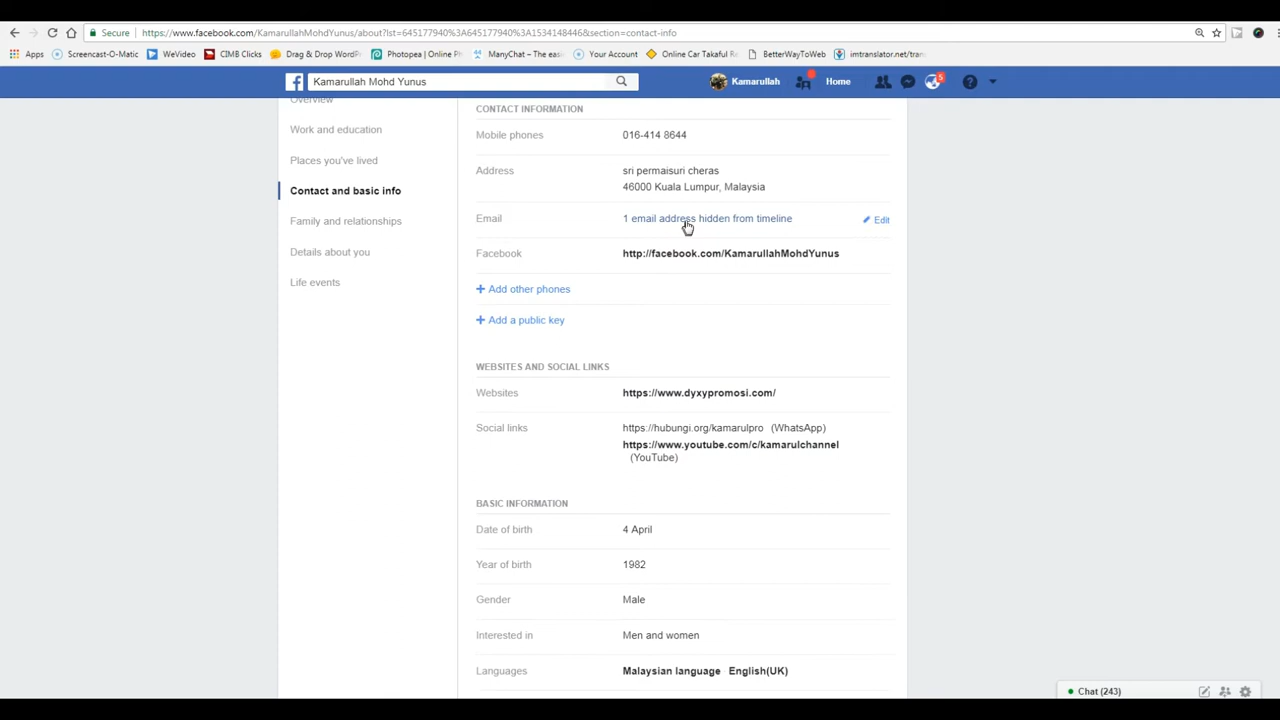 Secure https://www.facebook.com/KamarullahMohdYunus/about?lst=645177940%3A645177940%3A1534148446&section=contact-info
Apps Screencast-O-Matic WeVideo CIMB Clicks Drag & Drop WordPr Photopea | Online Ph ManyChat – The easi Your Account Online Car Takaful Re BetterWayToWeb imtranslator.net/tran
Kamarullah Mohd Yunus Kamarullah Home 5
Overview
Work and education
Places you've lived
Contact and basic info
Family and relationships
Details about you
Life events
CONTACT INFORMATION
Mobile phones 016-414 8644
Address sri permaisuri cheras
46000 Kuala Lumpur, Malaysia
Email 1 email address hidden from timeline Edit
Facebook http://facebook.com/KamarullahMohdYunus
+ Add other phones
+ Add a public key
WEBSITES AND SOCIAL LINKS
Websites https://www.dyxypromosi.com/
Social links https://hubungi.org/kamarulpro (WhatsApp)
https://www.youtube.com/c/kamarulchannel
(YouTube)
BASIC INFORMATION
Date of birth 4 April
Year of birth 1982
Gender Male
Interested in Men and women
Languages Malaysian language · English(UK)
Chat (243)